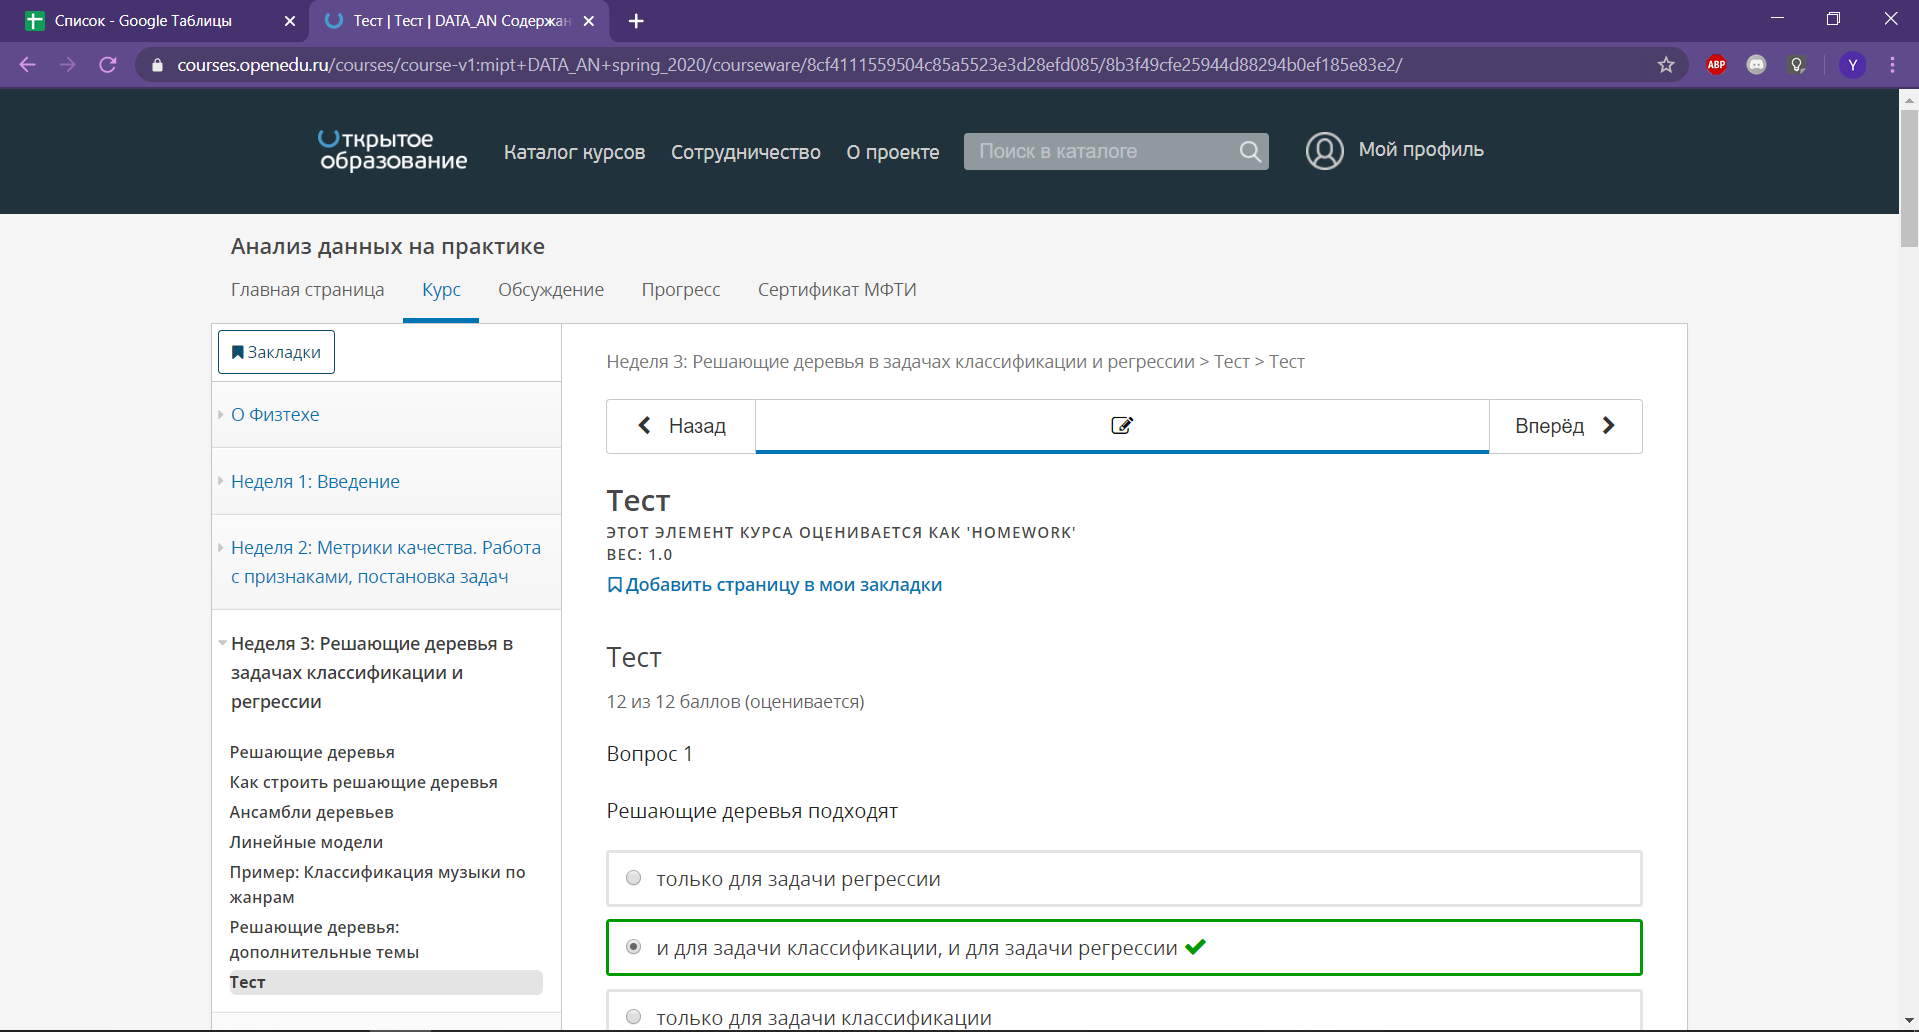 Список - Google Таблицы
Тест | Тест | DATA_AN Содержан
courses.openedu.ru/courses/course-v1:mipt+DATA_AN+spring_2020/courseware/8cf4111559504c85a5523e3d28efd085/8b3f49cfe25944d88294b0ef185e83e2/
ABP
Y
Открытое
образование
Каталог курсов
Сотрудничество
О проекте
Поиск в каталоге
Мой профиль
Анализ данных на практике
Главная страница
Курс
Обсуждение
Прогресс
Сертификат МФТИ
Закладки
О Физтехе
Неделя 1: Введение
Неделя 2: Метрики качества. Работа
с признаками, постановка задач
Неделя 3: Решающие деревья в
задачах классификации и
регрессии
Решающие деревья
Как строить решающие деревья
Ансамбли деревьев
Линейные модели
Пример: Классификация музыки по
жанрам
Решающие деревья:
дополнительные темы
Тест
Неделя 3: Решающие деревья в задачах классификации и регрессии > Тест > Тест
Назад
Вперёд
Тест
ЭТОТ ЭЛЕМЕНТ КУРСА ОЦЕНИВАЕТСЯ КАК 'HOMEWORK'
ВЕС: 1.0
Добавить страницу в мои закладки
Тест
12 из 12 баллов (оценивается)
Вопрос 1
Решающие деревья подходят
только для задачи регрессии
и для задачи классификации, и для задачи регрессии
только для задачи классификации